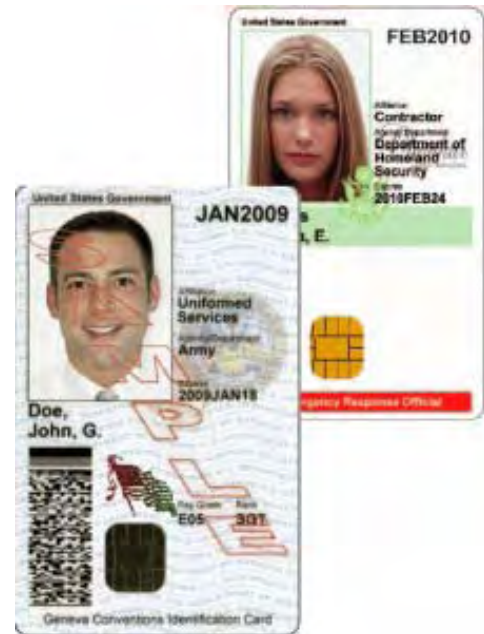 United States Government
FEB2010
Affiliation
Contractor
Agency/Department
Department of
Homeland
Security
Expires
2010FEB24
, E.
Emergency Response Official
United States Government
JAN2009
Affiliation
Uniformed
Services
Agency/Department
Army
Expires
2009JAN18
Doe,
John, G.
Pay Grade Rank
E05 SGT
SAMPLE
Geneva Conventions Identification Card